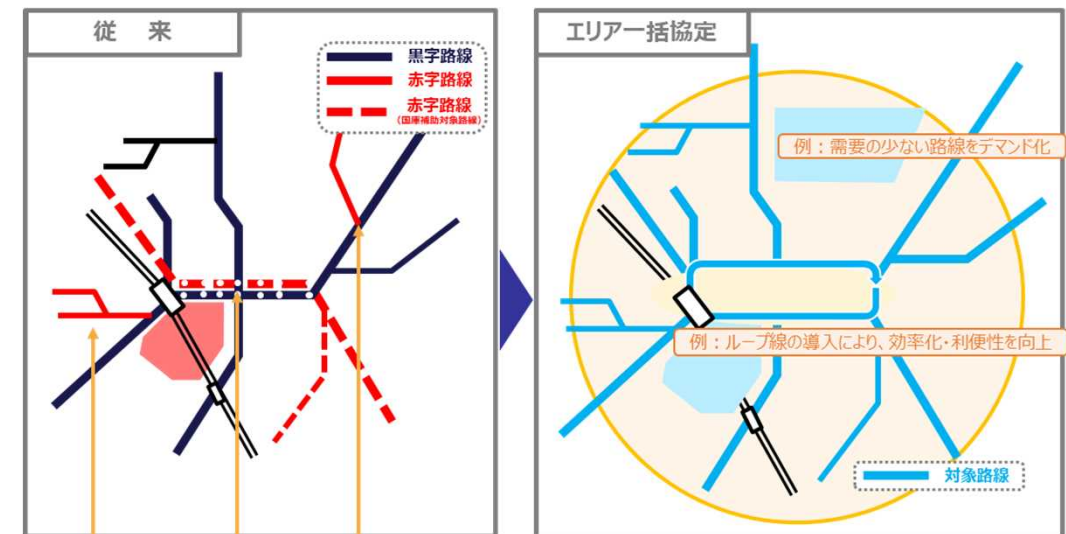 従 来
黒字路線
赤字路線
赤字路線
(国庫補助対象路線)
エリア一括協定
例：需要の少ない路線をデマンド化
例：ループ線の導入により、効率化・利便性を向上
対象路線